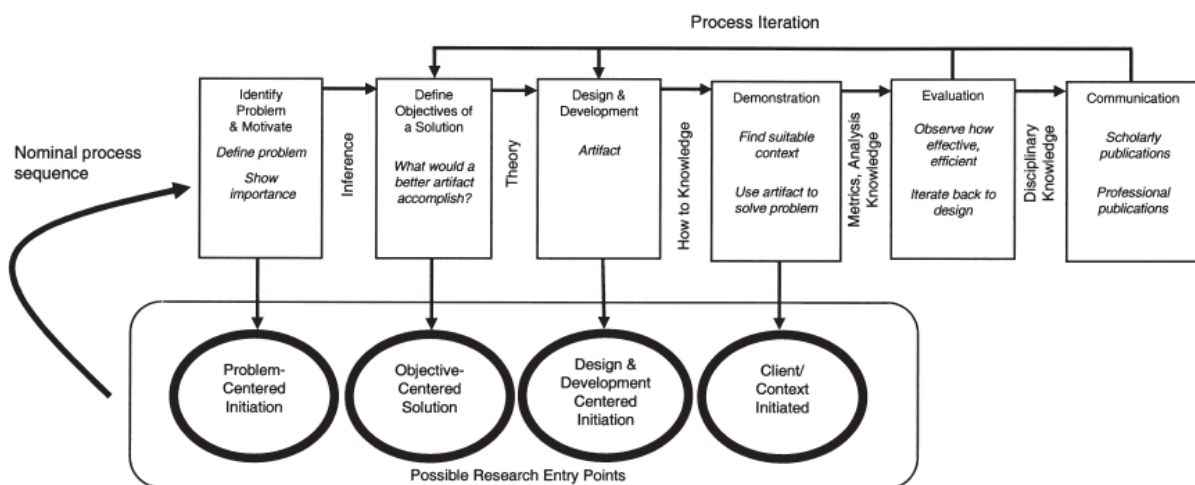 Process Iteration
Nominal process
sequence
Identify
Problem
& Motivate
Define problem
Show
importance
Inference
Define
Objectives of
a Solution
What would a
better artifact
accomplish?
Theory
Design &
Development
Artifact
How to Knowledge
Demonstration
Find suitable
context
Use artifact to
solve problem
Metrics, Analysis
Knowledge
Evaluation
Observe how
effective,
efficient
Iterate back to
design
Disciplinary
Knowledge
Communication
Scholarly
publications
Professional
publications
Problem-
Centered
Initiation
Objective-
Centered
Solution
Design &
Development
Centered
Initiation
Client/
Context
Initiated
Possible Research Entry Points